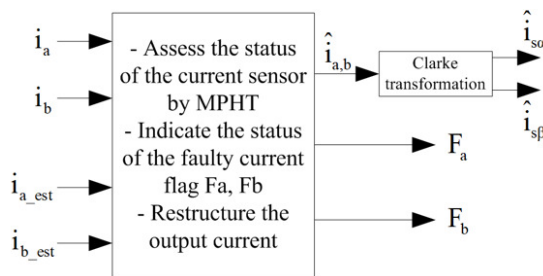 i_a
i_b
i_a_est
i_b_est
- Assess the status
of the current sensor
by MPHT
- Indicate the status
of the faulty current
flag Fa, Fb
- Restructure the
output current
î_a,b
Clarke
transformation
î_sα
î_sβ
F_a
F_b